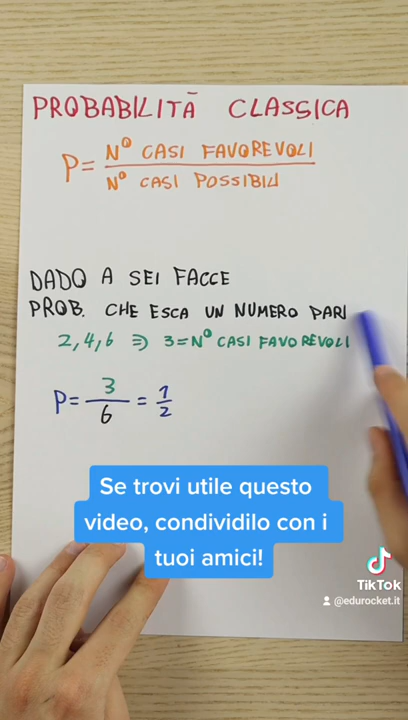 PROBABILITÀ CLASSICA
P= N° CASI FAVOREVOLI
N° CASI POSSIBILI
DADO A SEI FACCE
PROB. CHE ESCA UN NUMERO PARI
2,4,6 ⇒ 3=N° CASI FAVOREVOLI
P= 3/6 = 1/2
Se trovi utile questo
video, condividilo con i
tuoi amici!
TikTok
@edurocket.it